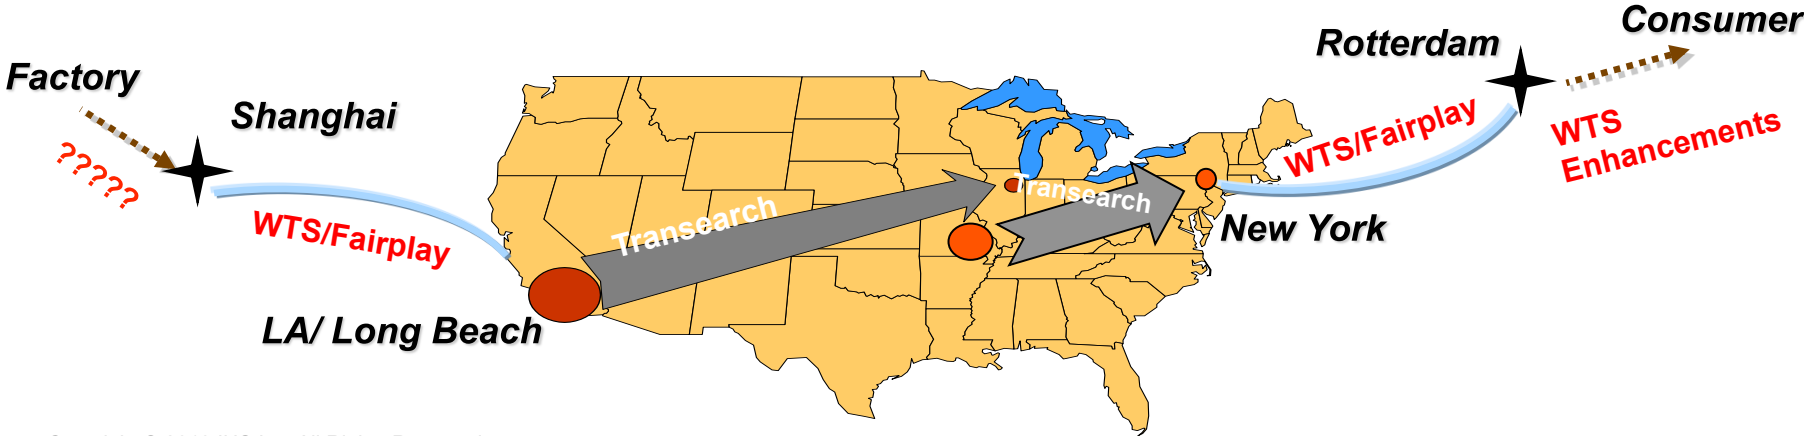 Consumer
Rotterdam
Factory
Shanghai
?????
WTS/Fairplay
WTS
Enhancements
WTS/Fairplay
Transearch
Transearch
New York
LA/ Long Beach